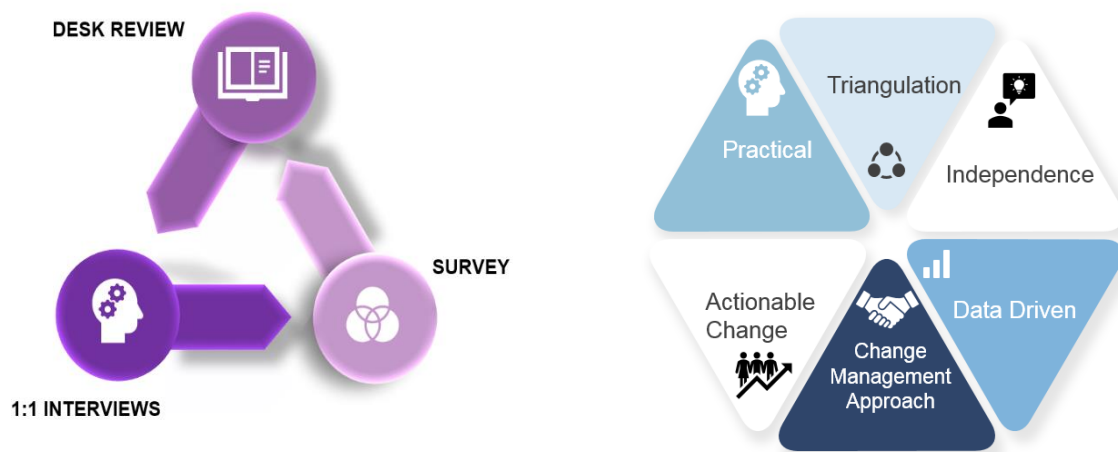 DESK REVIEW
SURVEY
1:1 INTERVIEWS
Triangulation
Practical
Independence
Actionable
Change
Data Driven
Change
Management
Approach